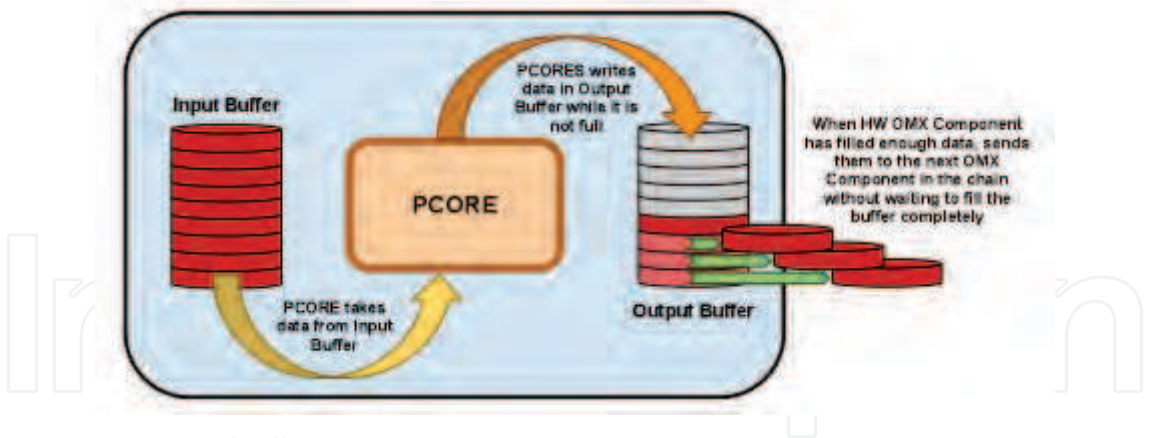 Input Buffer
PCORES writes
data in Output
Buffer while it is
not full
When HW OMX Component
has filled enough data, sends
them to the next OMX
Component in the chain
without waiting to fill the
buffer completely
PCORE
PCORE takes
data from Input
Buffer
Output Buffer